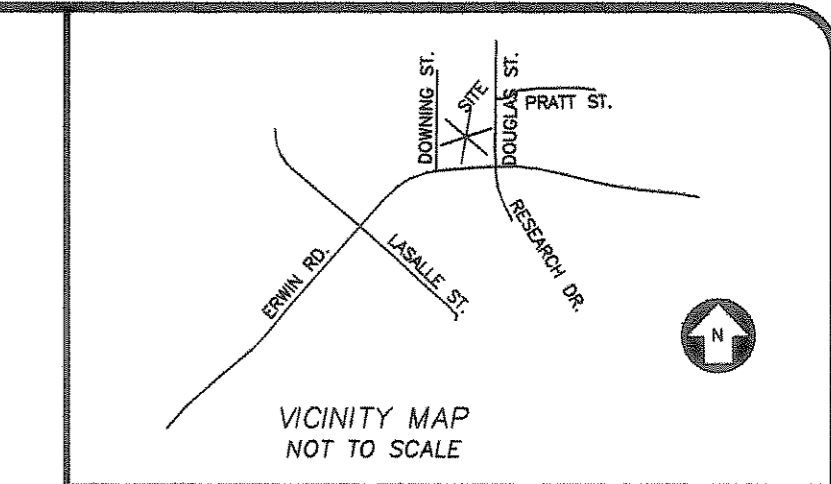 DOWNING ST.
SITE
DOUGLAS ST.
PRATT ST.
RESEARCH DR.
LASALLE ST.
ERWIN RD.
N
VICINITY MAP
NOT TO SCALE